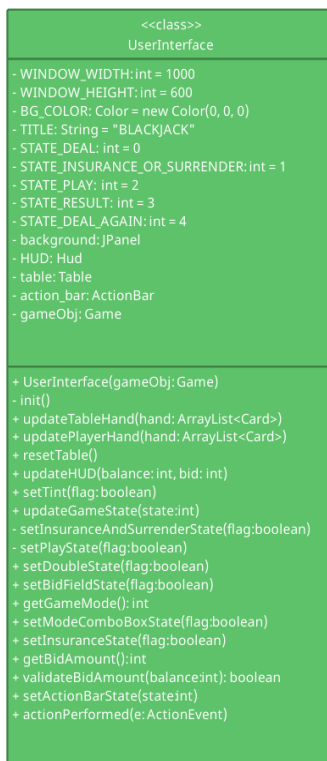 <<class>>
UserInterface
- WINDOW_WIDTH: int = 1000
- WINDOW_HEIGHT: int = 600
- BG_COLOR: Color = new Color(0, 0, 0)
- TITLE: String = "BLACKJACK"
- STATE_DEAL: int = 0
- STATE_INSURANCE_OR_SURRENDER: int = 1
- STATE_PLAY: int = 2
- STATE_RESULT: int = 3
- STATE_DEAL_AGAIN: int = 4
- background: JPanel
- HUD: Hud
- table: Table
- action_bar: ActionBar
- gameObj: Game
+ UserInterface(gameObj: Game)
- init()
+ updateTableHand(hand: ArrayList<Card>)
+ updatePlayerHand(hand: ArrayList<Card>)
+ resetTable()
+ updateHUD(balance: int, bid: int)
+ setTint(flag: boolean)
+ updateGameState(state:int)
- setInsuranceAndSurrenderState(flag:boolean)
- setPlayState(flag:boolean)
+ setDoubleState(flag:boolean)
+ setBidFieldState(flag:boolean)
+ getGameMode(): int
+ setModeComboBoxState(flag:boolean)
+ setInsuranceState(flag:boolean)
+ getBidAmount():int
+ validateBidAmount(balance:int): boolean
+ setActionBarState(state:int)
+ actionPerformed(e: ActionEvent)